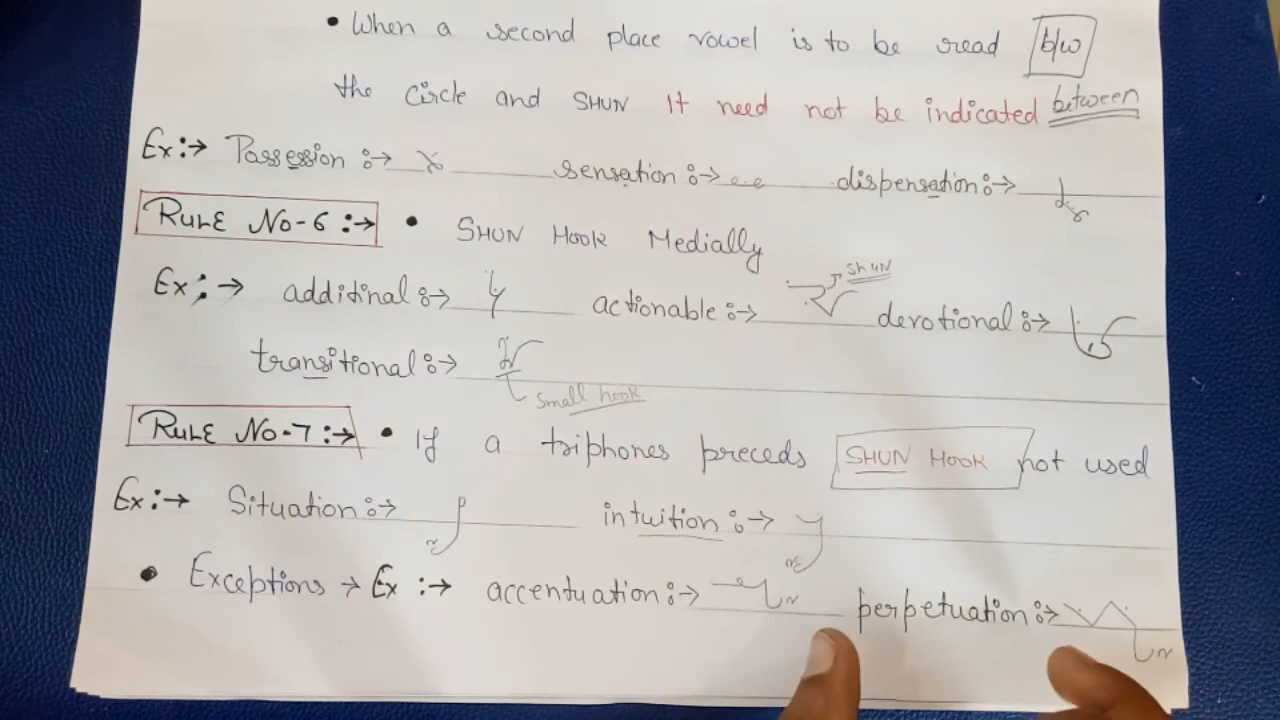 • When a second place vowel is to be read b/w
the circle and SHUN It need not be indicated between
Ex:→ Possession :→ sensation :→ dispensation :→
RULE No-6 :→ • SHUN Hook Medially
Ex:→ additinal :→ actionable :→ shun devotional :→
transitional :→ small hook
RULE No-7 :→ • If a triphones preceds SHUN HOOK not used
Ex:→ Situation :→ intuition :→
• Exceptions → Ex :→ accentuation :→ perpetuation :→